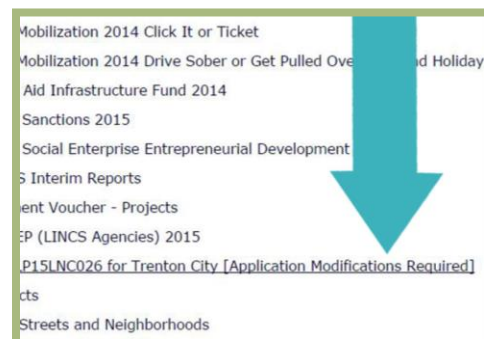 Mobilization 2014 Click It or Ticket
Mobilization 2014 Drive Sober or Get Pulled Ove d Holiday
Aid Infrastructure Fund 2014
Sanctions 2015
Social Enterprise Entrepreneurial Development
S Interim Reports
ent Voucher - Projects
EP (LINCS Agencies) 2015
P15LNC026 for Trenton City [Application Modifications Required]
cts
Streets and Neighborhoods